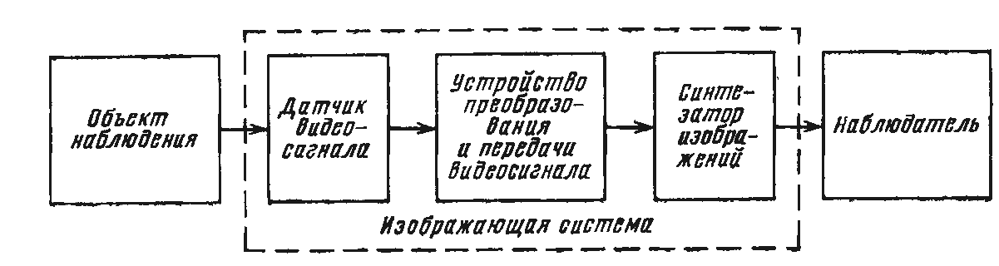 Объект
наблюдения
Датчик
видео-
сигнала
Устройство
преобразо-
вания
и передачи
видеосигнала
Синте-
затор
изобра-
жений
Наблюдатель
Изображающая система